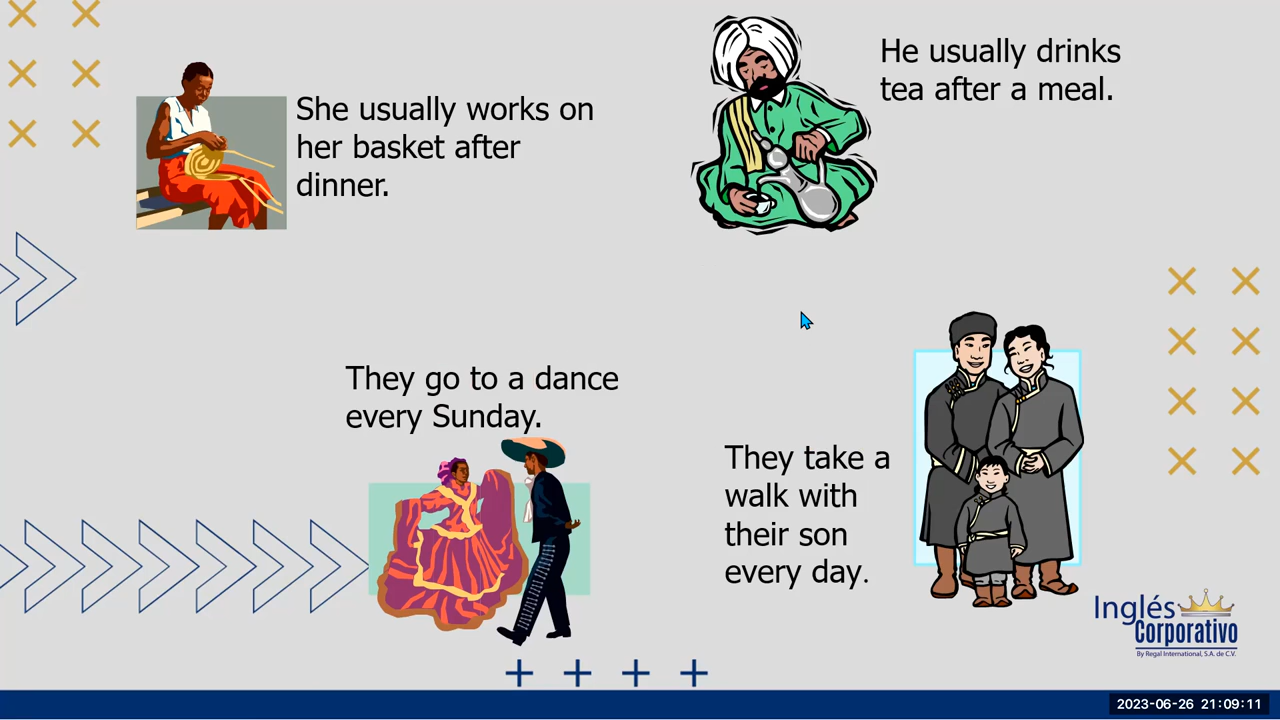 She usually works on
her basket after
dinner.
He usually drinks
tea after a meal.
They go to a dance
every Sunday.
They take a
walk with
their son
every day.
Inglés
Corporativo
By Regal International, S.A. de C.V.
2023-06-26 21:09:11